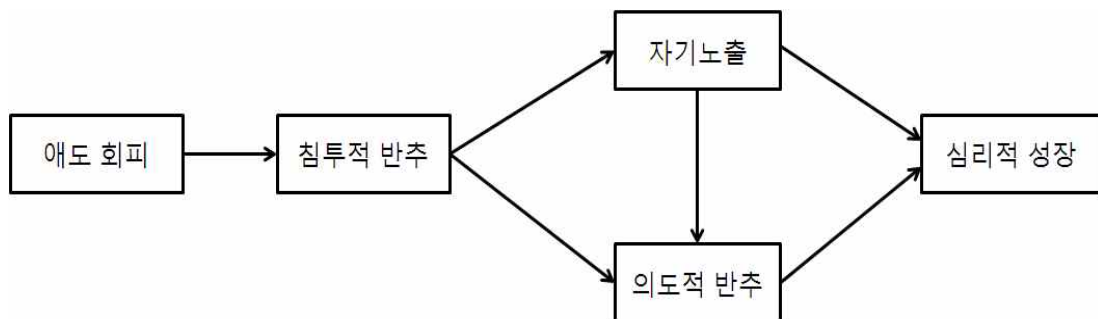 자기노출
애도 회피
침투적 반추
심리적 성장
의도적 반추